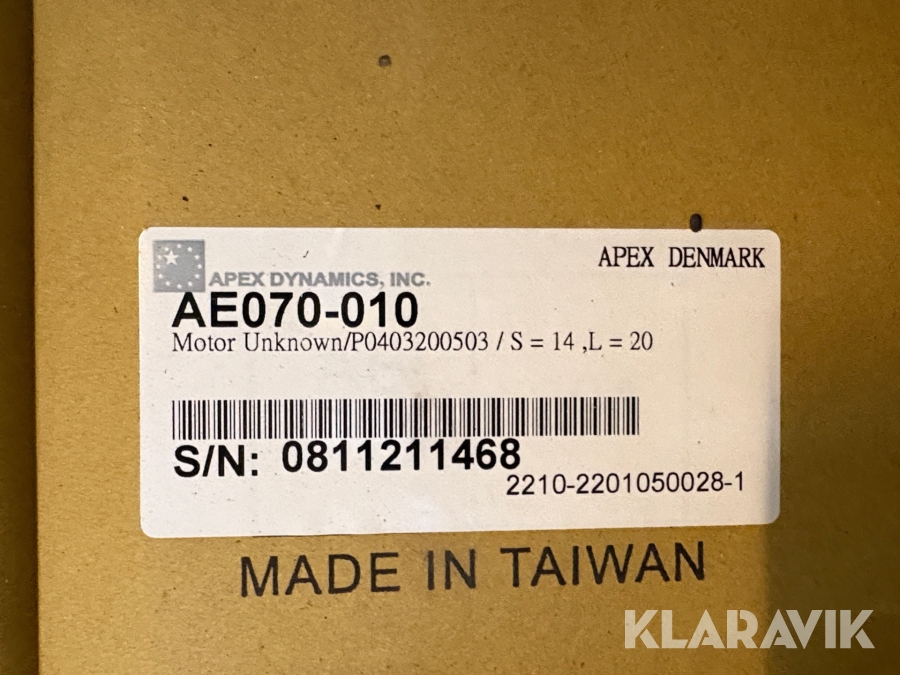 APEX DYNAMICS, INC.
APEX DENMARK
AE070-010
Motor Unknown/P0403200503 / S = 14 ,L = 20
S/N: 0811211468
2210-2201050028-1
MADE IN TAIWAN
KLARAVIK